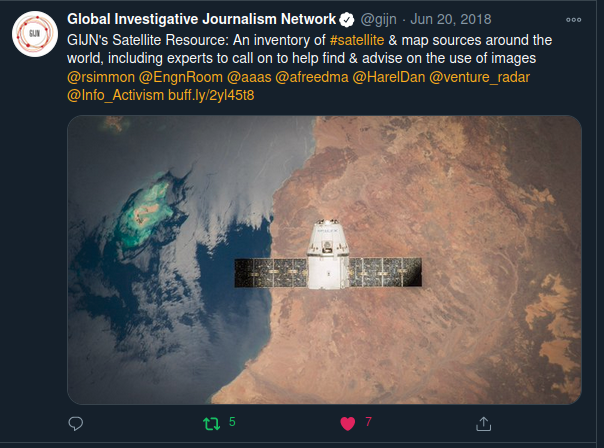 Global Investigative Journalism Network @gijn · Jun 20, 2018
GIJN
GIJN's Satellite Resource: An inventory of #satellite & map sources around the
world, including experts to call on to help find & advise on the use of images
@rsimmon @EngnRoom @aaas @afreedma @HarelDan @venture_radar
@Info_Activism buff.ly/2yl45t8
5 7